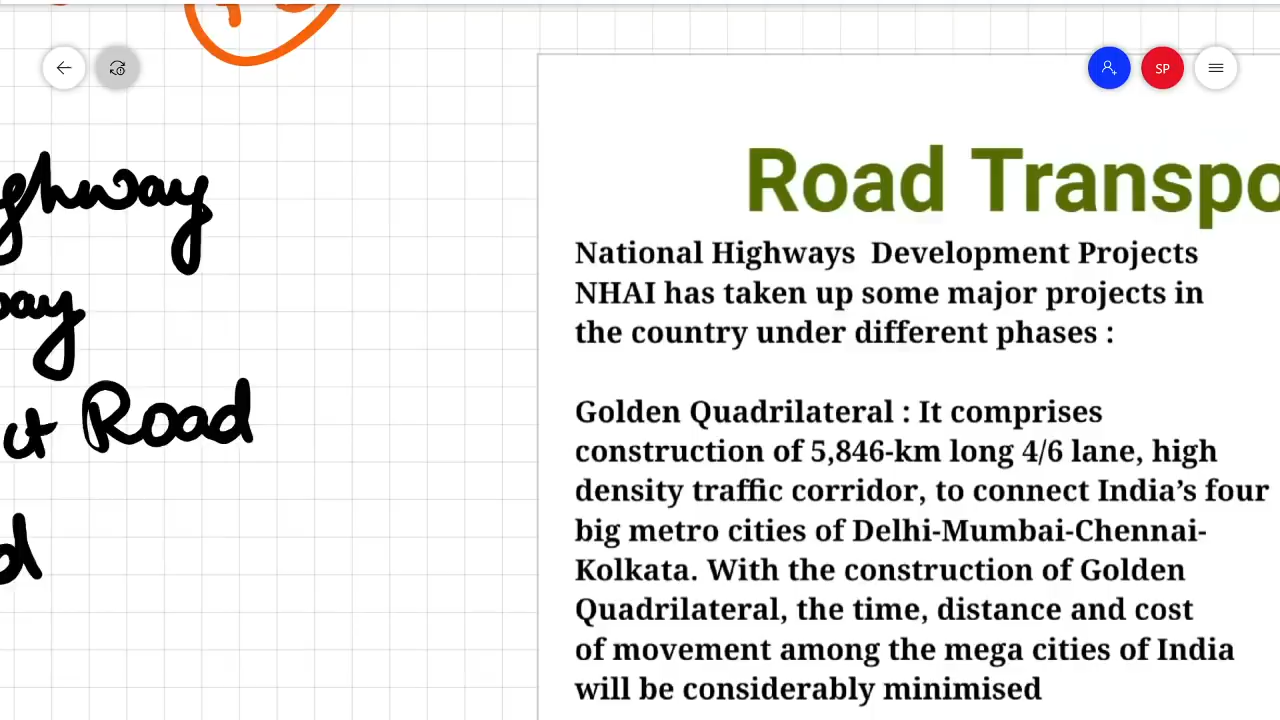 SP
ghway
way
ct Road
d
Road Transpo
National Highways Development Projects
NHAI has taken up some major projects in
the country under different phases :
Golden Quadrilateral : It comprises
construction of 5,846-km long 4/6 lane, high
density traffic corridor, to connect India’s four
big metro cities of Delhi-Mumbai-Chennai-
Kolkata. With the construction of Golden
Quadrilateral, the time, distance and cost
of movement among the mega cities of India
will be considerably minimised